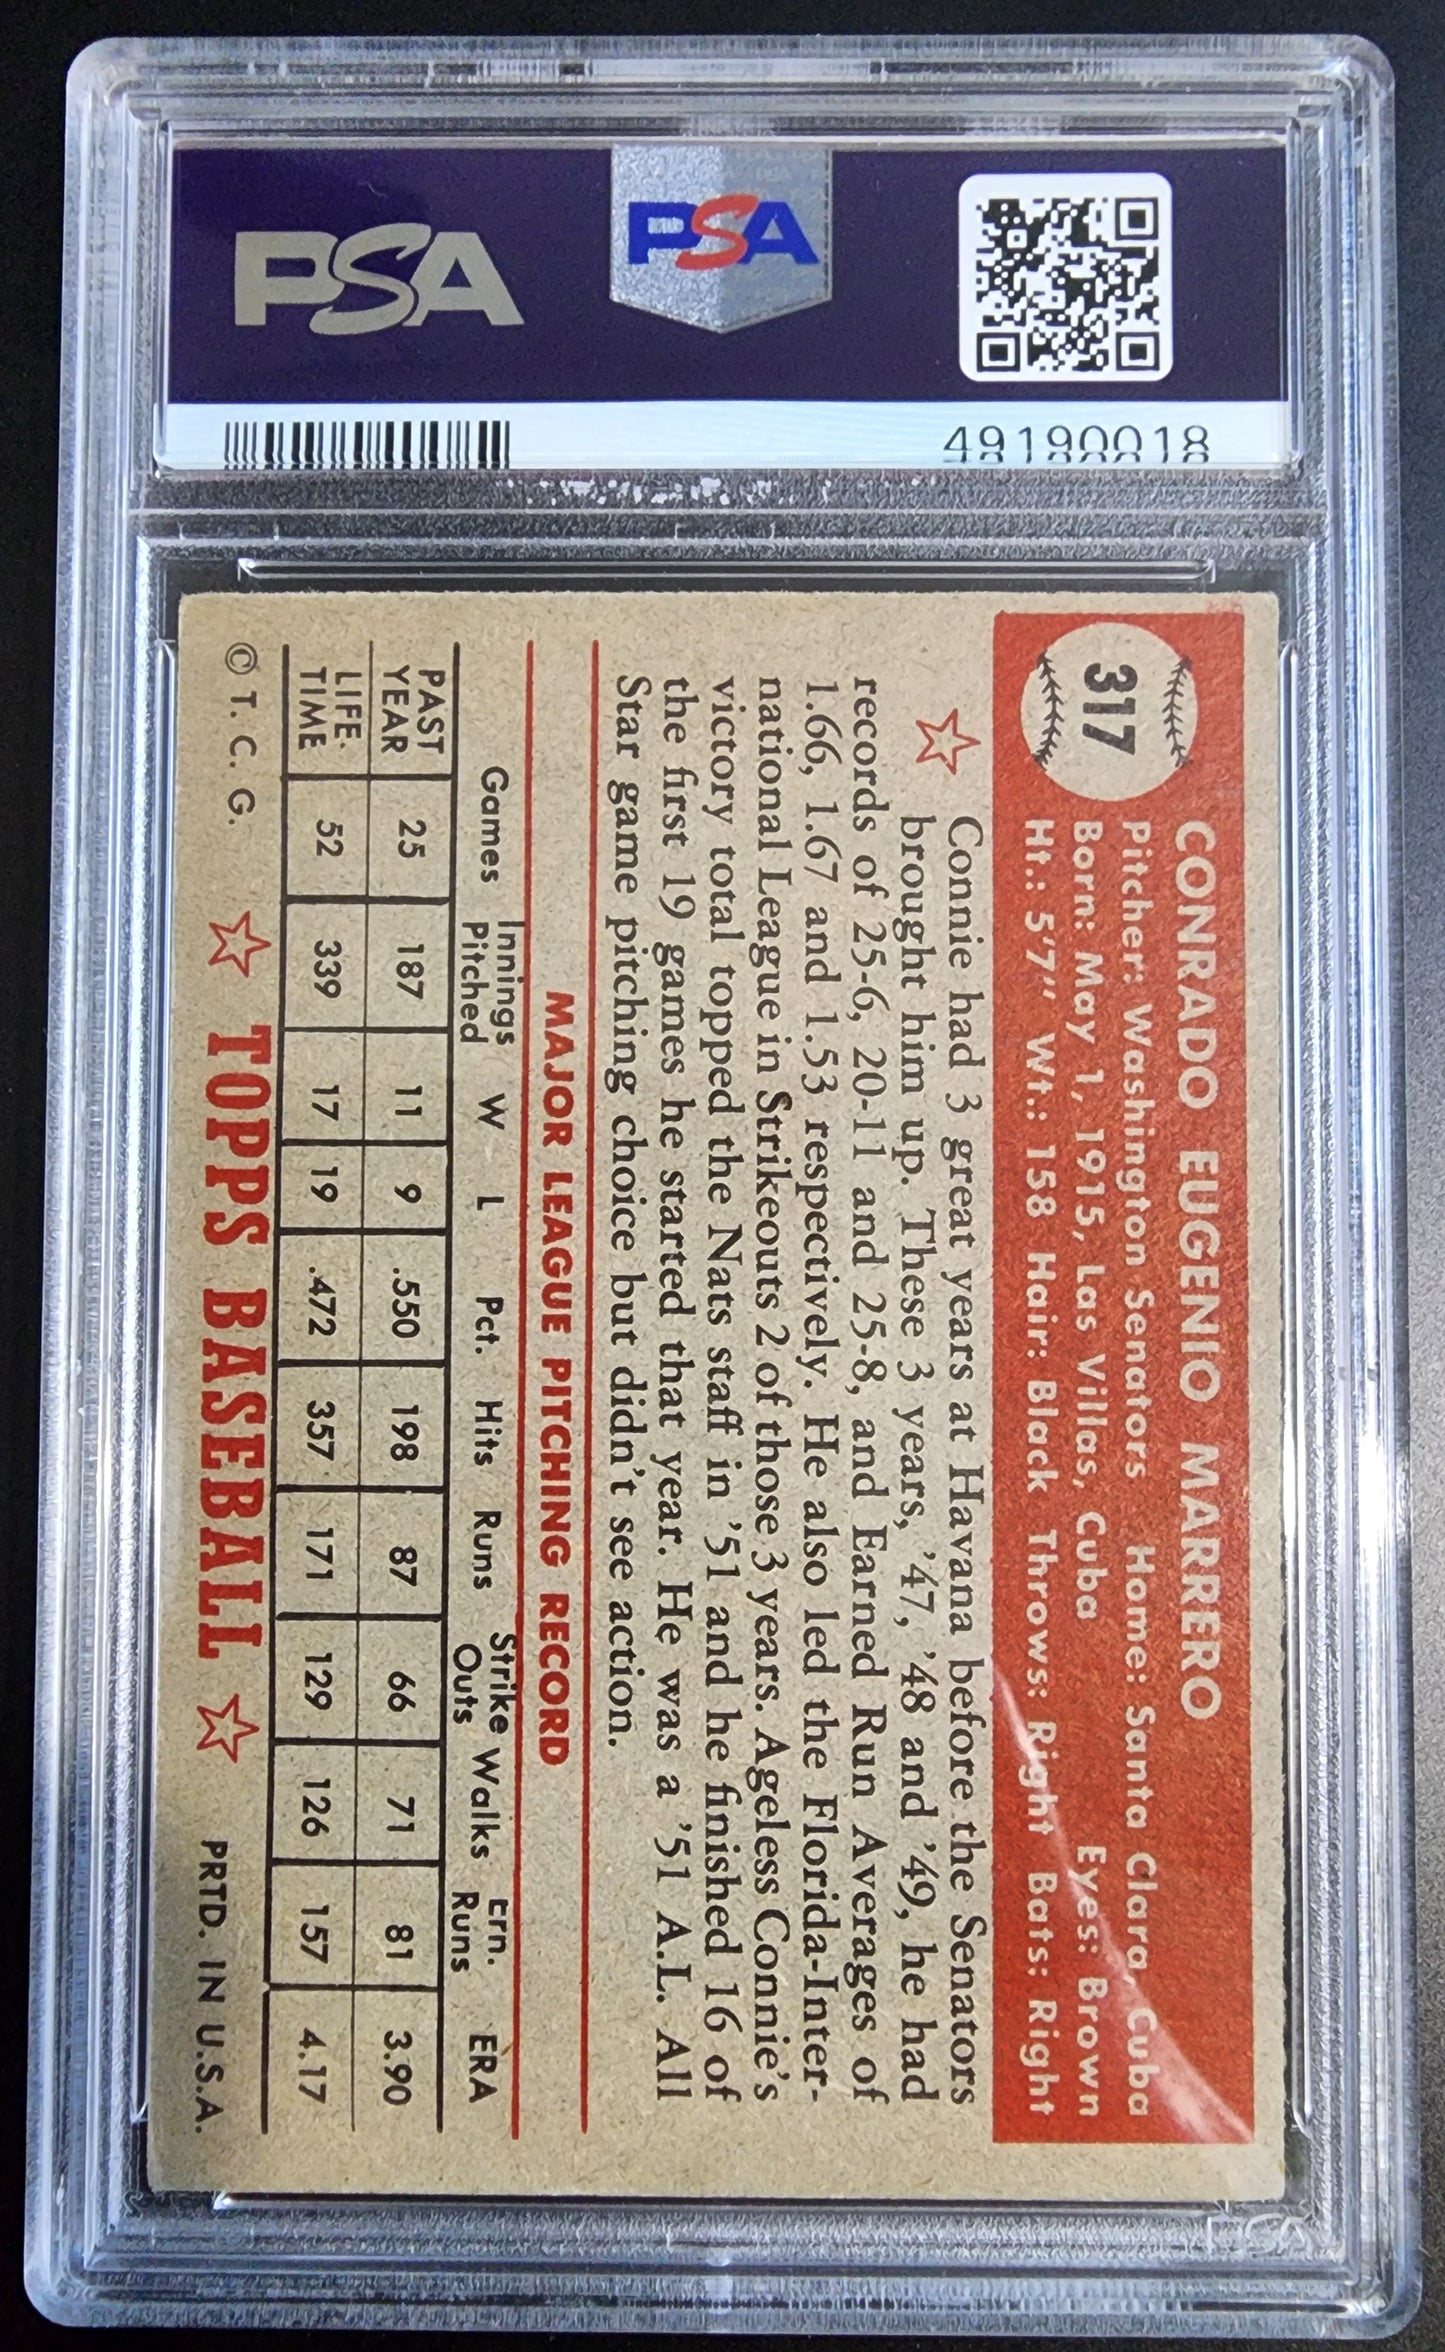 PSA
PSA
49190018
317
CONRADO EUGENIO MARRERO
Pitcher: Washington Senators Home: Santa Clara, Cuba
Born: May 1, 1915, Las Villas, Cuba Eyes: Brown
Ht.: 5'7" Wt.: 158 Hair: Black Throws: Right Bats: Right
Connie had 3 great years at Havana before the Senators
brought him up. These 3 years, '47, '48 and '49, he had
records of 25-6, 20-11 and 25-8, and Earned Run Averages of
1.66, 1.67 and 1.53 respectively. He also led the Florida-Inter-
national League in Strikeouts 2 of those 3 years. Ageless Connie's
victory total topped the Nats staff in '51 and he finished 16 of
the first 19 games he started that year. He was a '51 A.L. All
Star game pitching choice but didn't see action.
MAJOR LEAGUE PITCHING RECORD
Games Innings Pitched W L Pct. Hits Runs Strike Outs Walks Ern. Runs ERA
PAST YEAR 25 187 11 9 .550 198 87 66 71 81 3.90
LIFE-TIME 52 339 17 19 .472 357 171 129 126 157 4.17
© T. C. G. TOPPS BASEBALL PRTD. IN U.S.A.